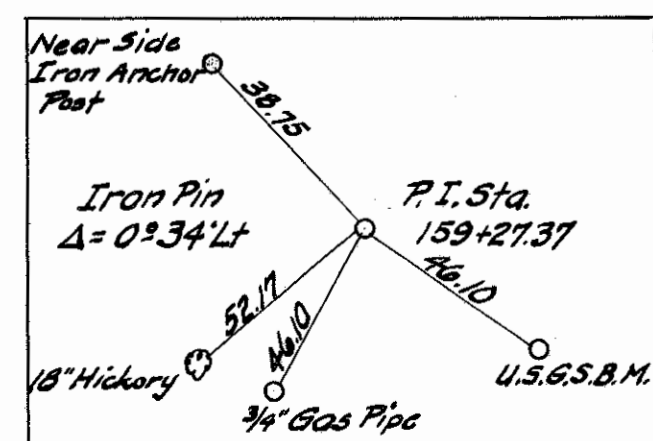 Near Side
Iron Anchor
Post
38.75
Iron Pin
Δ= 0°34'Lt
P.I. Sta.
159+27.37
52.17
46.10
46.10
18" Hickory
3/4" Gas Pipe
U.S.G.S.B.M.